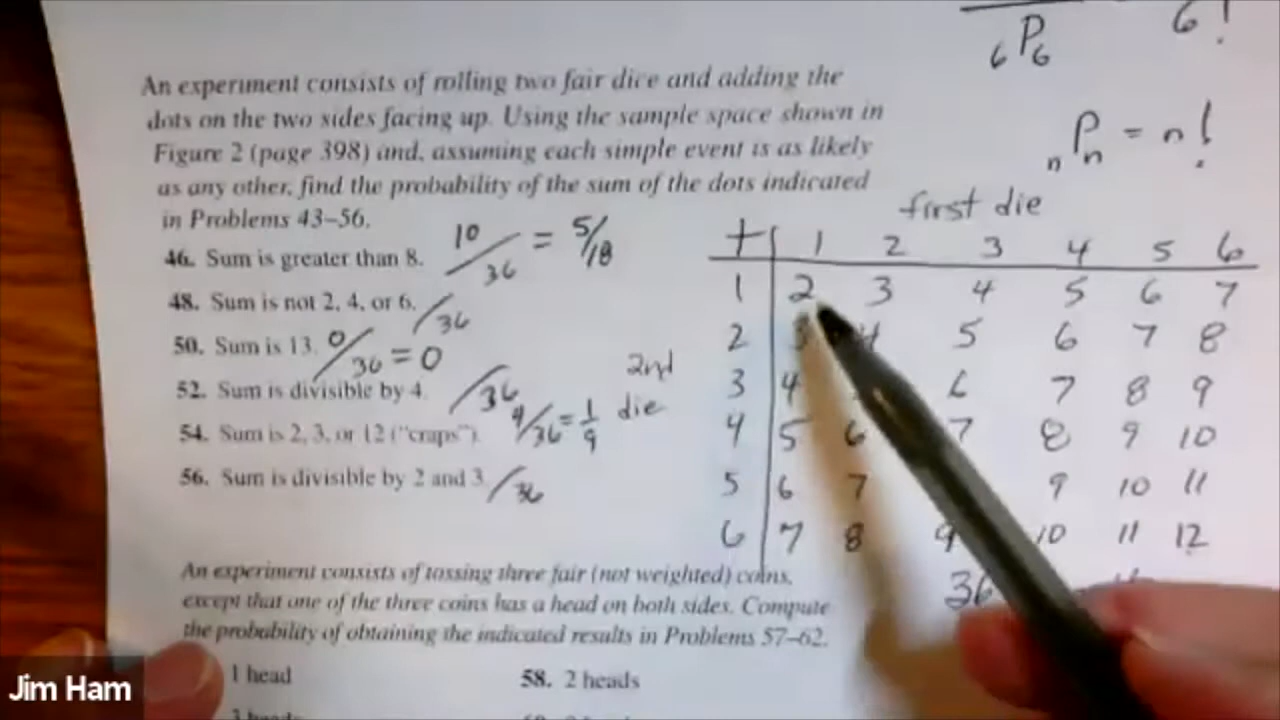 6P6 6!
An experiment consists of rolling two fair dice and adding the
dots on the two sides facing up. Using the sample space shown in
Figure 2 (page 398) and, assuming each simple event is as likely
as any other, find the probability of the sum of the dots indicated
in Problems 43–56.
nPn = n!
46. Sum is greater than 8. 10/36 = 5/18
48. Sum is not 2, 4, or 6. /36
50. Sum is 13. 0/36 = 0
52. Sum is divisible by 4. /36
54. Sum is 2, 3, or 12 ("craps"). 4/36 = 1/9
56. Sum is divisible by 2 and 3. /36
first die
2nd
die
+ 1 2 3 4 5 6
1 2 3 4 5 6 7
2 3 4 5 6 7 8
3 4 6 7 8 9
4 5 6 7 8 9 10
5 6 7 9 10 11
6 7 8 9 10 11 12
36
An experiment consists of tossing three fair (not weighted) coins,
except that one of the three coins has a head on both sides. Compute
the probability of obtaining the indicated results in Problems 57–62.
1 head 58. 2 heads
3 heads
Jim Ham